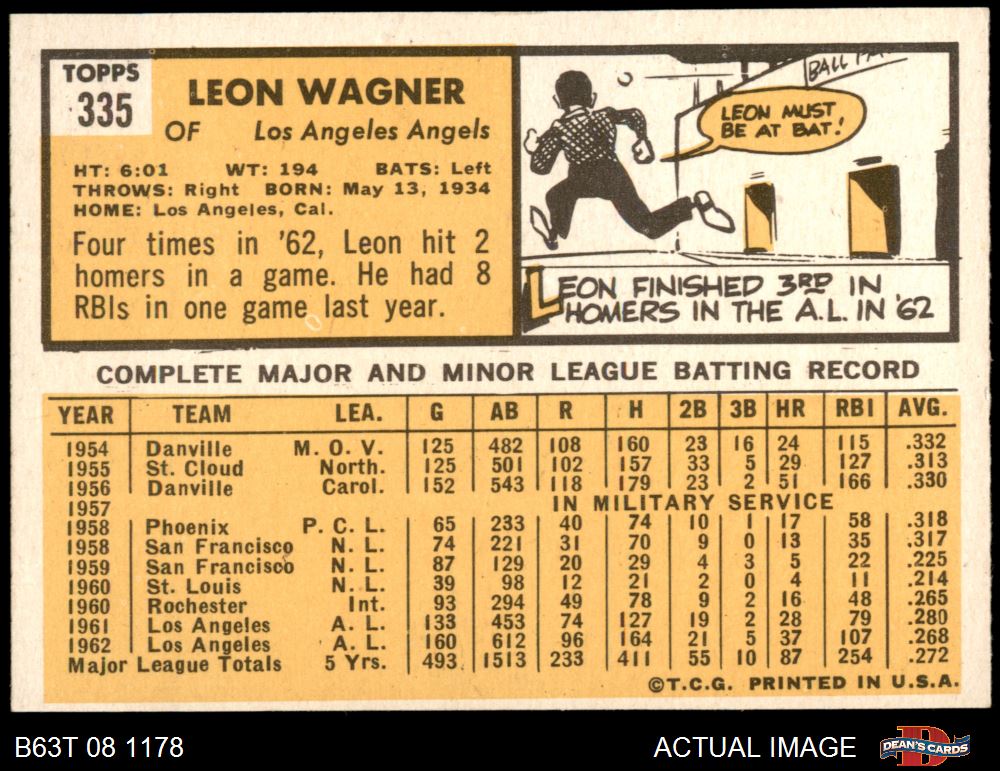 TOPPS
335
LEON WAGNER
OF Los Angeles Angels
HT: 6:01 WT: 194 BATS: Left
THROWS: Right BORN: May 13, 1934
HOME: Los Angeles, Cal.
Four times in '62, Leon hit 2
homers in a game. He had 8
RBIs in one game last year.
BALL PA
LEON MUST
BE AT BAT!
LEON FINISHED 3RD IN
HOMERS IN THE A.L. IN '62
COMPLETE MAJOR AND MINOR LEAGUE BATTING RECORD
YEAR TEAM LEA. G AB R H 2B 3B HR RBI AVG.
1954 Danville M. O. V. 125 482 108 160 23 16 24 115 .332
1955 St. Cloud North. 125 501 102 157 33 5 29 127 .313
1956 Danville Carol. 152 543 118 179 23 2 51 166 .330
1957 IN MILITARY SERVICE
1958 Phoenix P. C. L. 65 233 40 74 10 1 17 58 .318
1958 San Francisco N. L. 74 221 31 70 9 0 13 35 .317
1959 San Francisco N. L. 87 129 20 29 4 3 5 22 .225
1960 St. Louis N. L. 39 98 12 21 2 0 4 11 .214
1960 Rochester Int. 93 294 49 78 9 2 16 48 .265
1961 Los Angeles A. L. 133 453 74 127 19 2 28 79 .280
1962 Los Angeles A. L. 160 612 96 164 21 5 37 107 .268
Major League Totals 5 Yrs. 493 1513 233 411 55 10 87 254 .272
©T.C.G. PRINTED IN U.S.A.
B63T 08 1178
ACTUAL IMAGE
DEAN'S CARDS